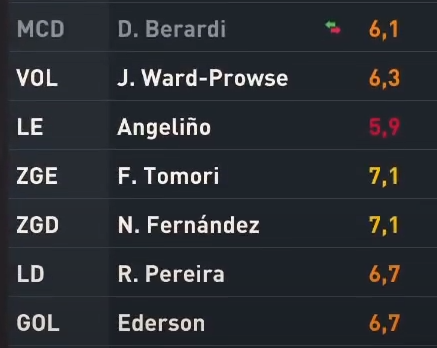 MCD D. Berardi 6,1
VOL J. Ward-Prowse 6,3
LE Angeliño 5,9
ZGE F. Tomori 7,1
ZGD N. Fernández 7,1
LD R. Pereira 6,7
GOL Ederson 6,7